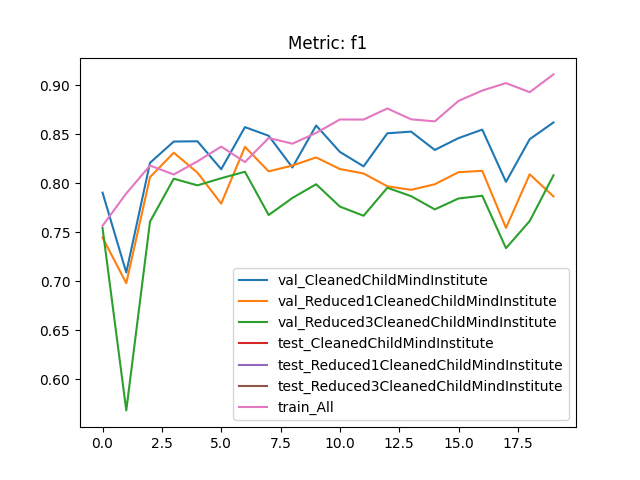 Metric: f1
0.90
0.85
0.80
0.75
0.70
0.65
0.60
val_CleanedChildMindInstitute
val_Reduced1CleanedChildMindInstitute
val_Reduced3CleanedChildMindInstitute
test_CleanedChildMindInstitute
test_Reduced1CleanedChildMindInstitute
test_Reduced3CleanedChildMindInstitute
train_All
0.0 2.5 5.0 7.5 10.0 12.5 15.0 17.5